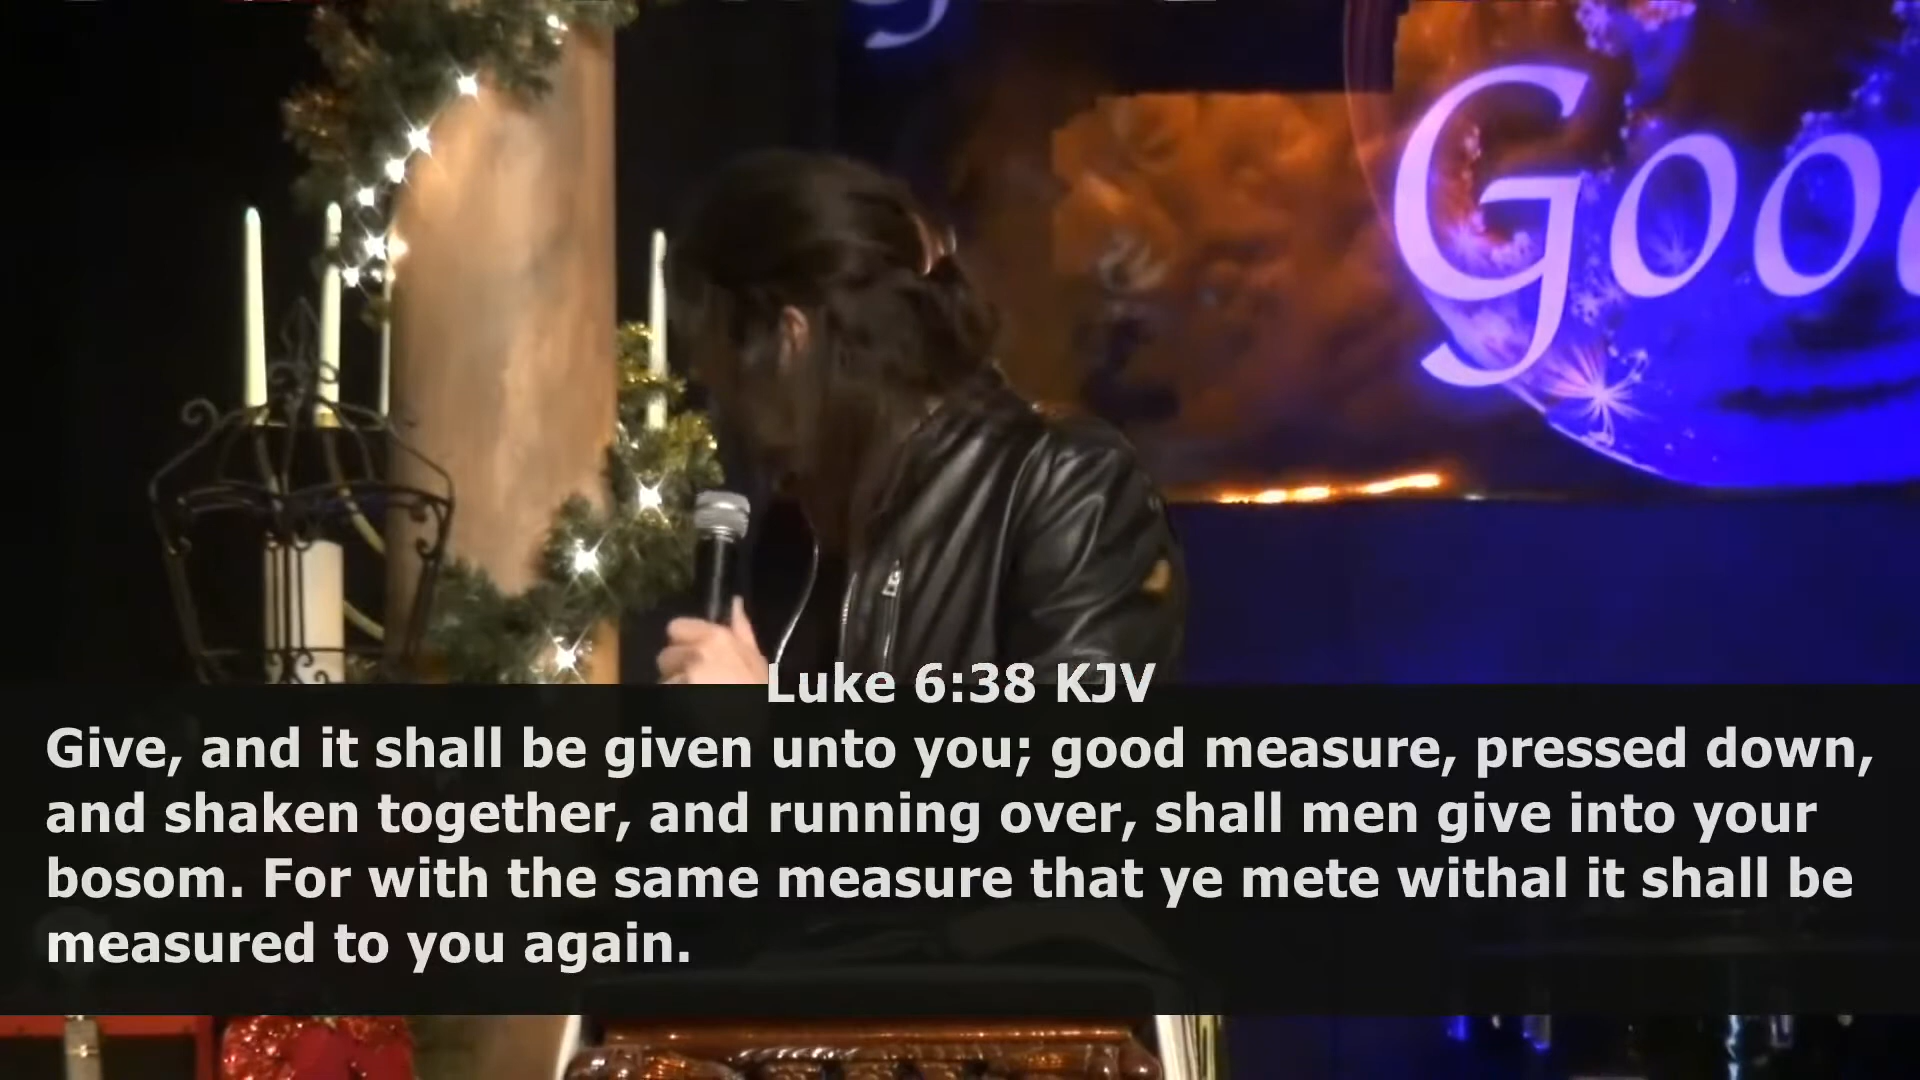 g
Goo
Luke 6:38 KJV
Give, and it shall be given unto you; good measure, pressed down,
and shaken together, and running over, shall men give into your
bosom. For with the same measure that ye mete withal it shall be
measured to you again.